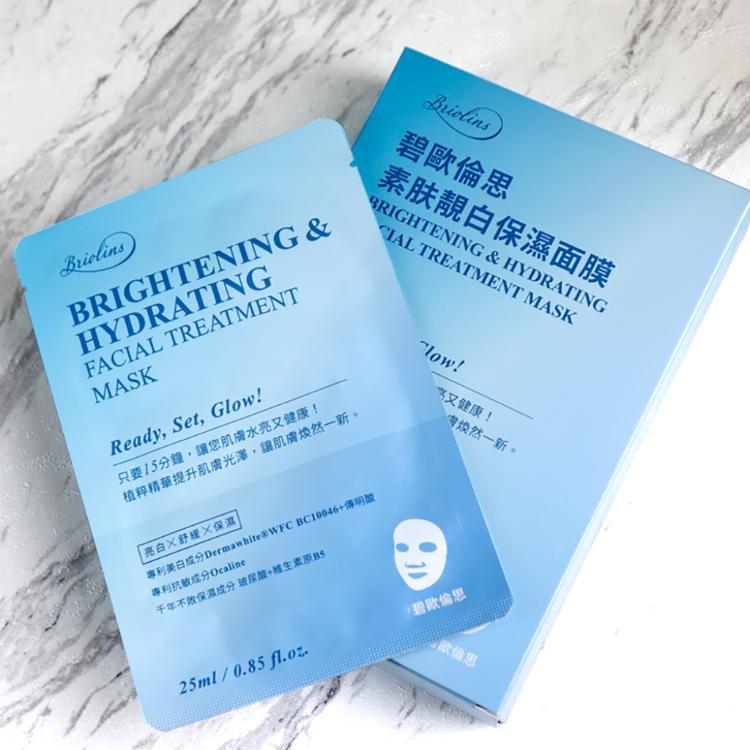 Briolins
BRIGHTENING &
HYDRATING
FACIAL TREATMENT
MASK
Ready, Set, Glow!
只要15分鐘，讓您肌膚水亮又健康！
植粹精華提升肌膚光澤，讓肌膚煥然一新。
亮白╳舒緩╳保濕
專利美白成分Dermawhite®WFC BC10046+傳明酸
專利抗敏成分Ocaline
千年不敗保濕成分 玻尿酸+維生素原B5
碧歐倫思
25ml / 0.85 fl.oz.
Briolins
碧歐倫思
素肤靚白保濕面膜
BRIGHTENING & HYDRATING
CIAL TREATMENT MASK
Glow!
亮又健康！
膚煥然一新。
碧歐倫思